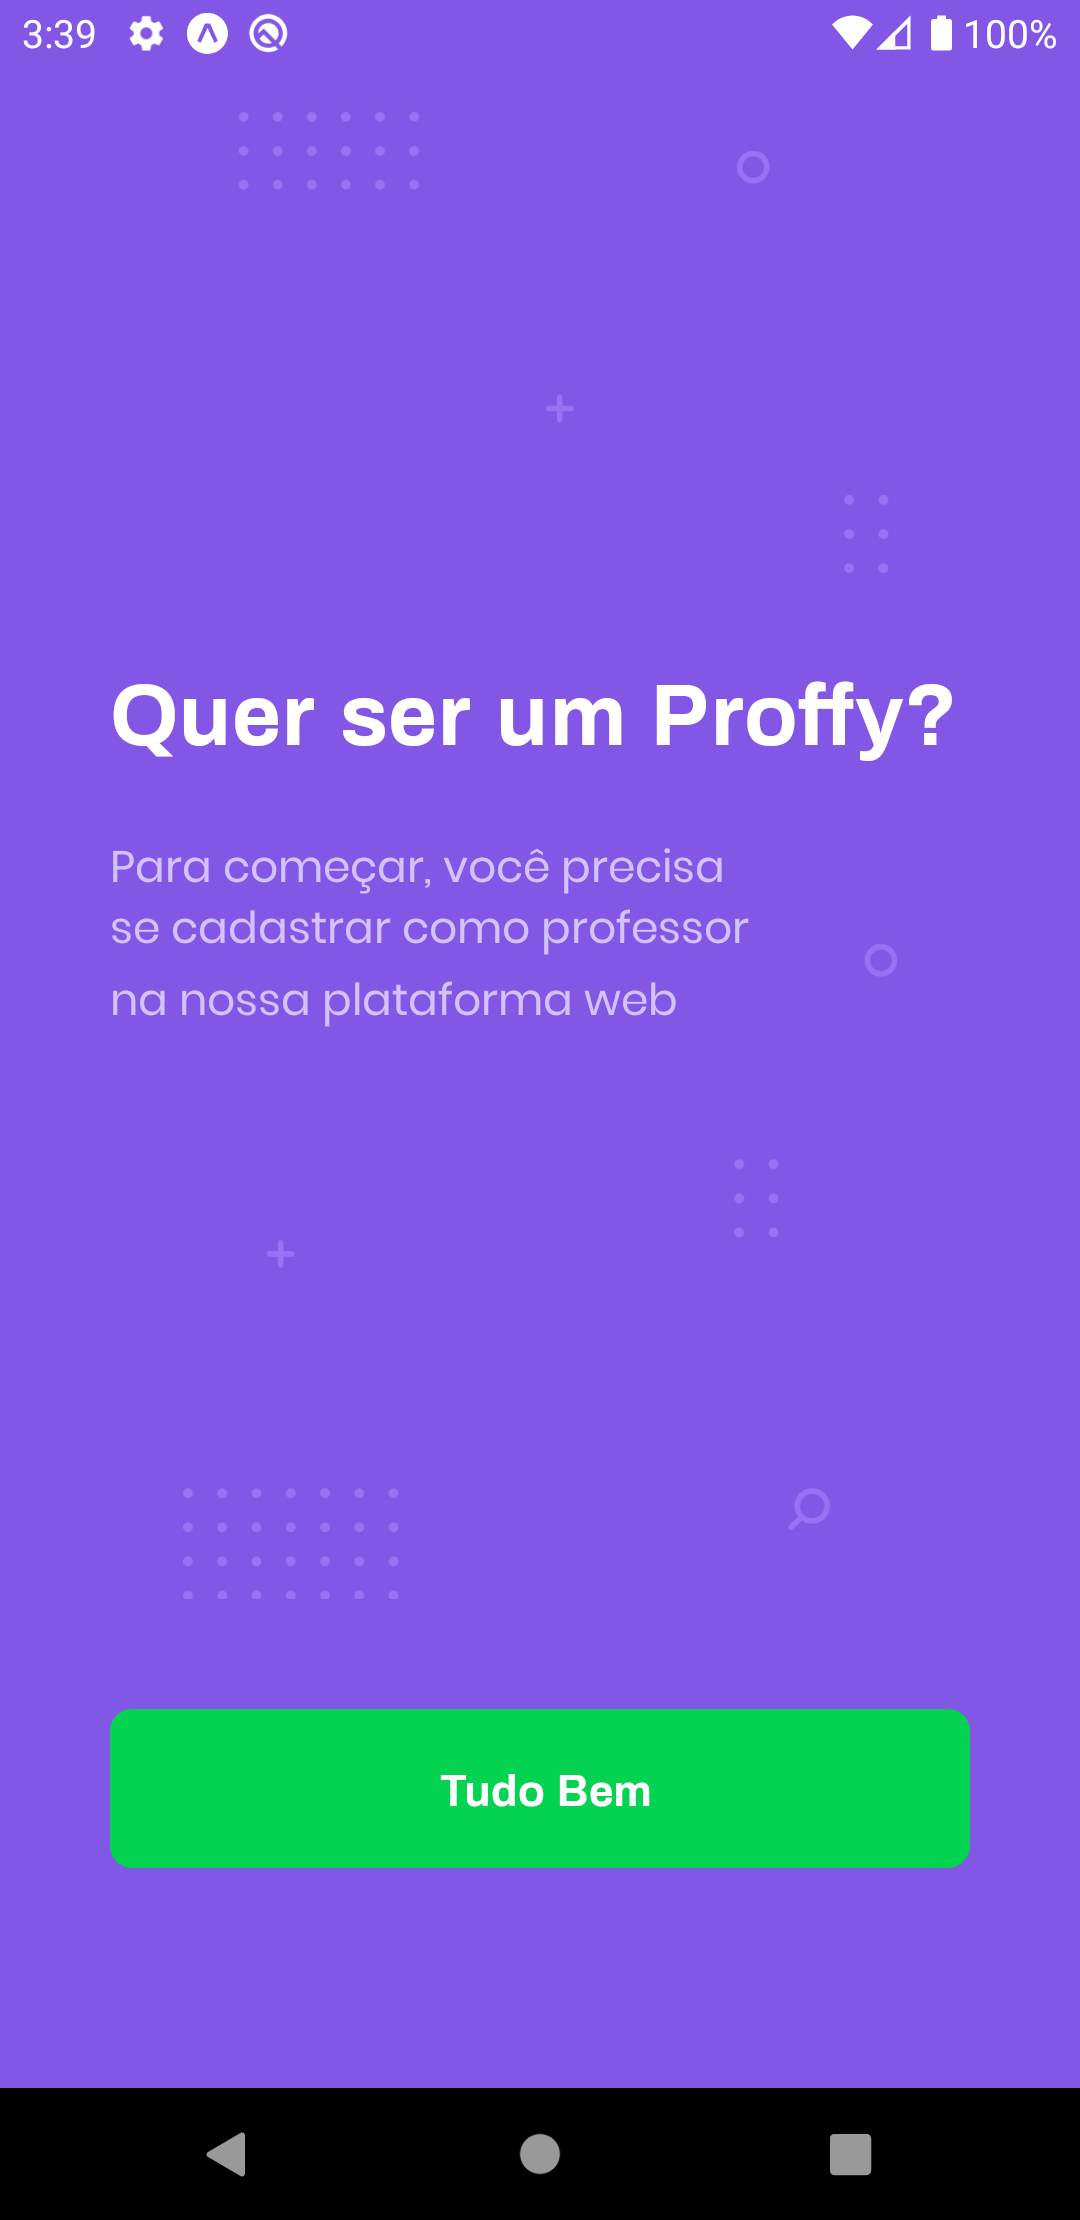 3:39
100%
Quer ser um Proffy?
Para começar, você precisa
se cadastrar como professor
na nossa plataforma web
Tudo Bem